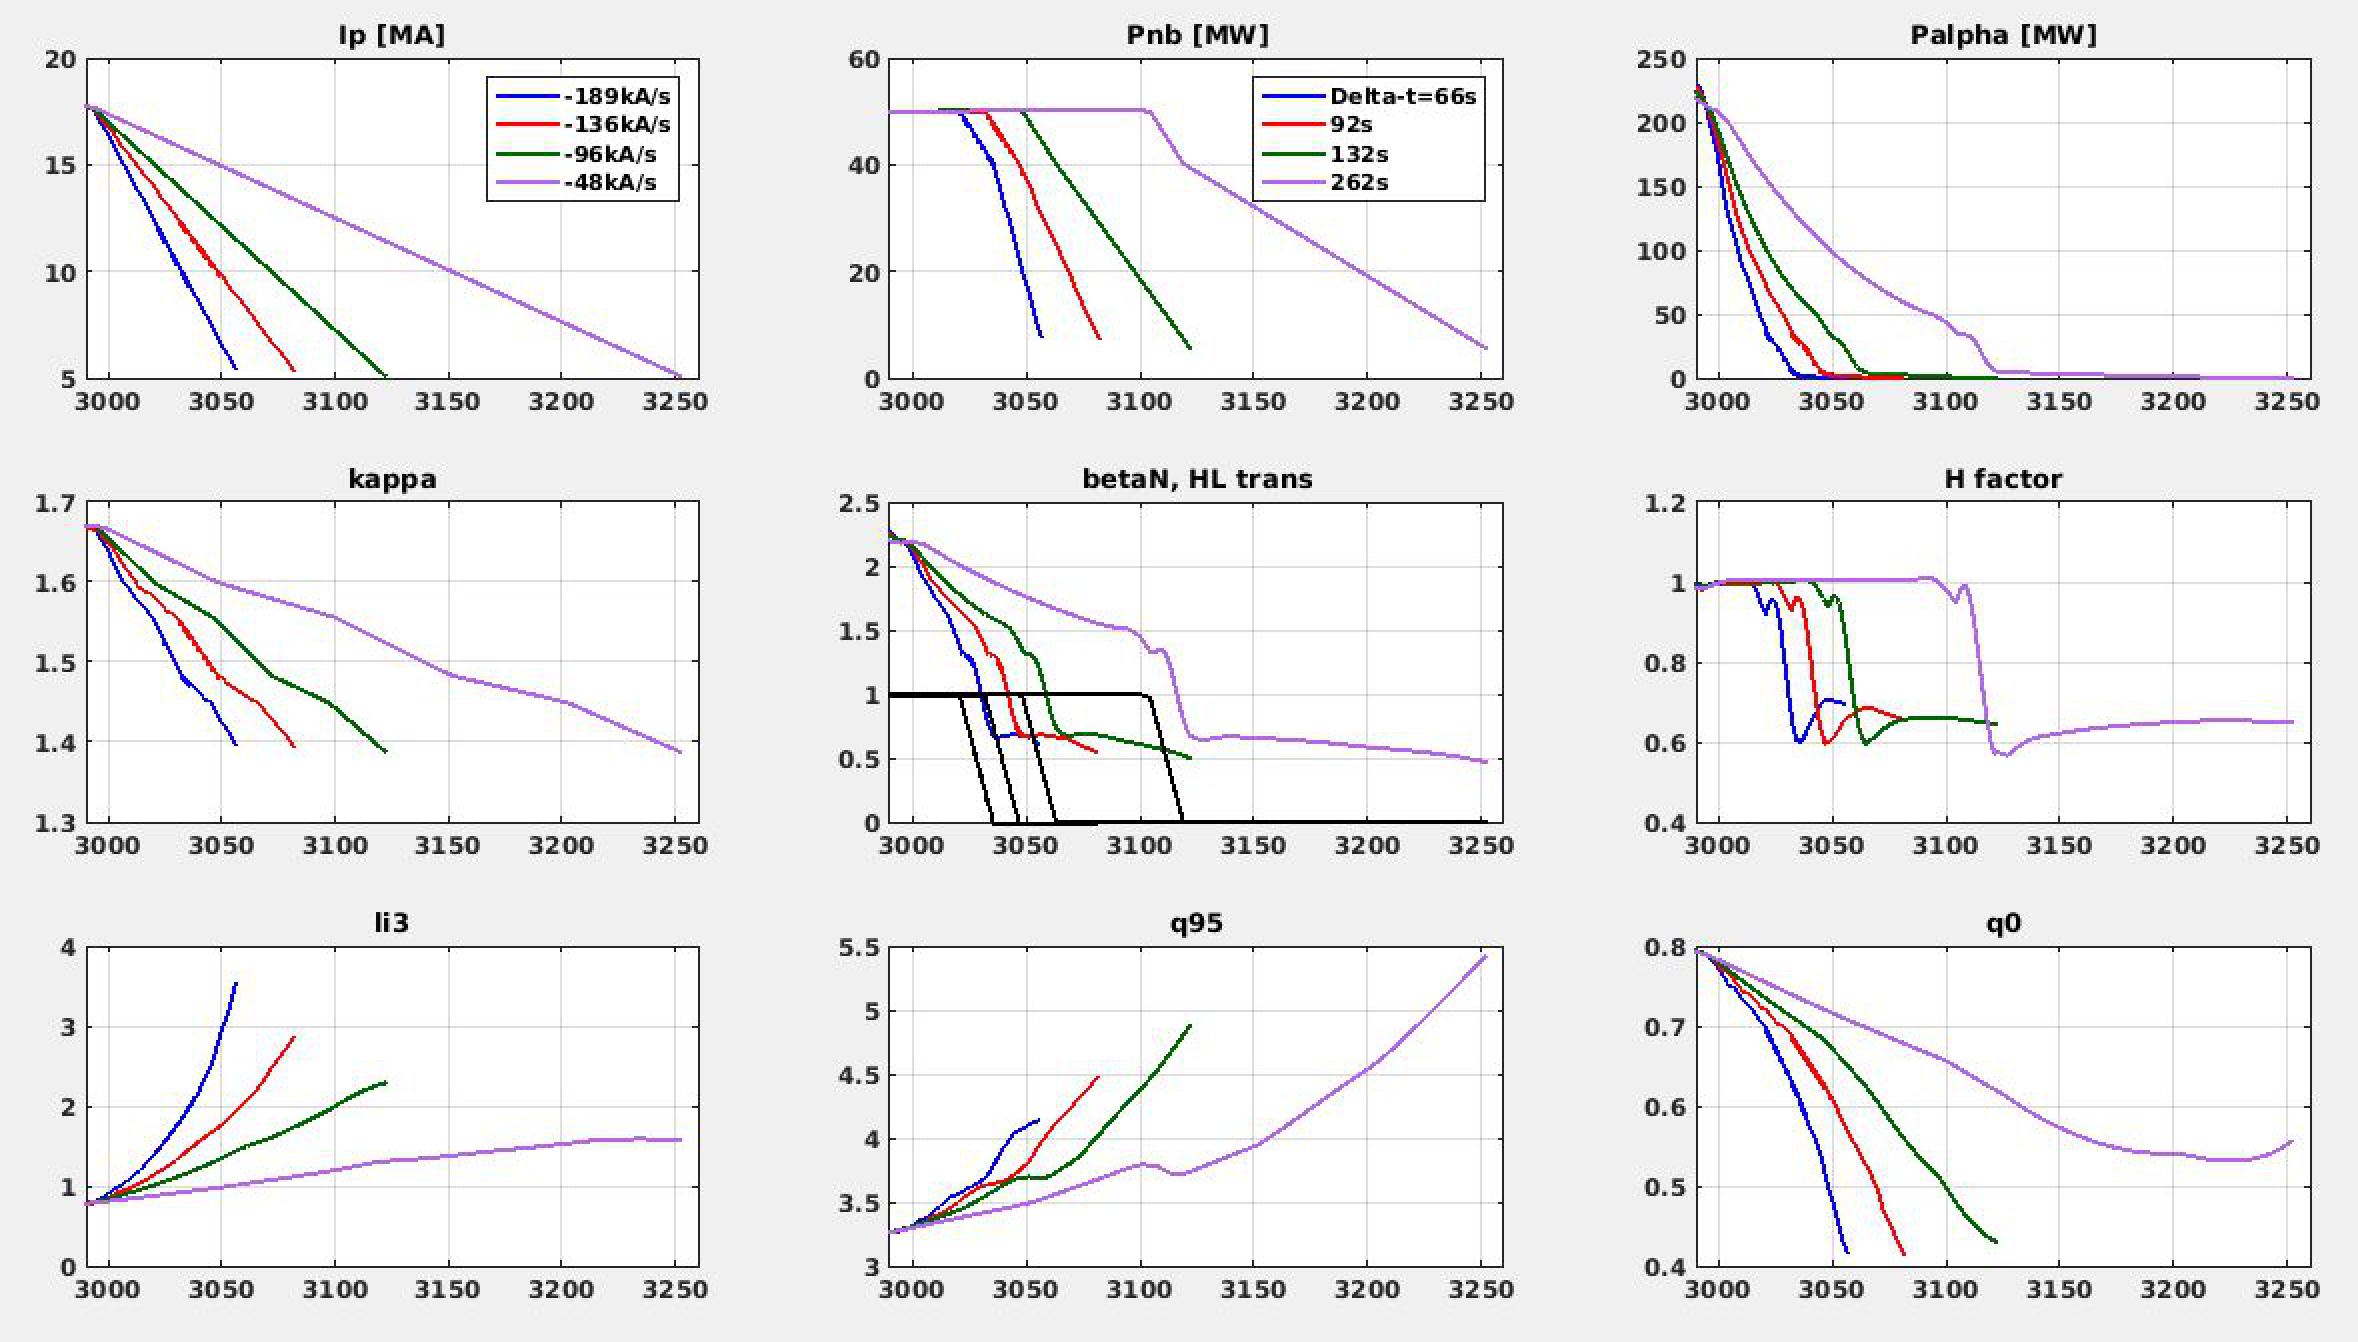 Ip [MA]
20
15
10
5
3000 3050 3100 3150 3200 3250
-189kA/s
-136kA/s
-96kA/s
-48kA/s
Pnb [MW]
60
40
20
0
3000 3050 3100 3150 3200 3250
Delta-t=66s
92s
132s
262s
Palpha [MW]
250
200
150
100
50
0
3000 3050 3100 3150 3200 3250
kappa
1.7
1.6
1.5
1.4
1.3
3000 3050 3100 3150 3200 3250
betaN, HL trans
2.5
2
1.5
1
0.5
0
3000 3050 3100 3150 3200 3250
H factor
1.2
1
0.8
0.6
0.4
3000 3050 3100 3150 3200 3250
li3
4
3
2
1
0
3000 3050 3100 3150 3200 3250
q95
5.5
5
4.5
4
3.5
3
3000 3050 3100 3150 3200 3250
q0
0.8
0.7
0.6
0.5
0.4
3000 3050 3100 3150 3200 3250